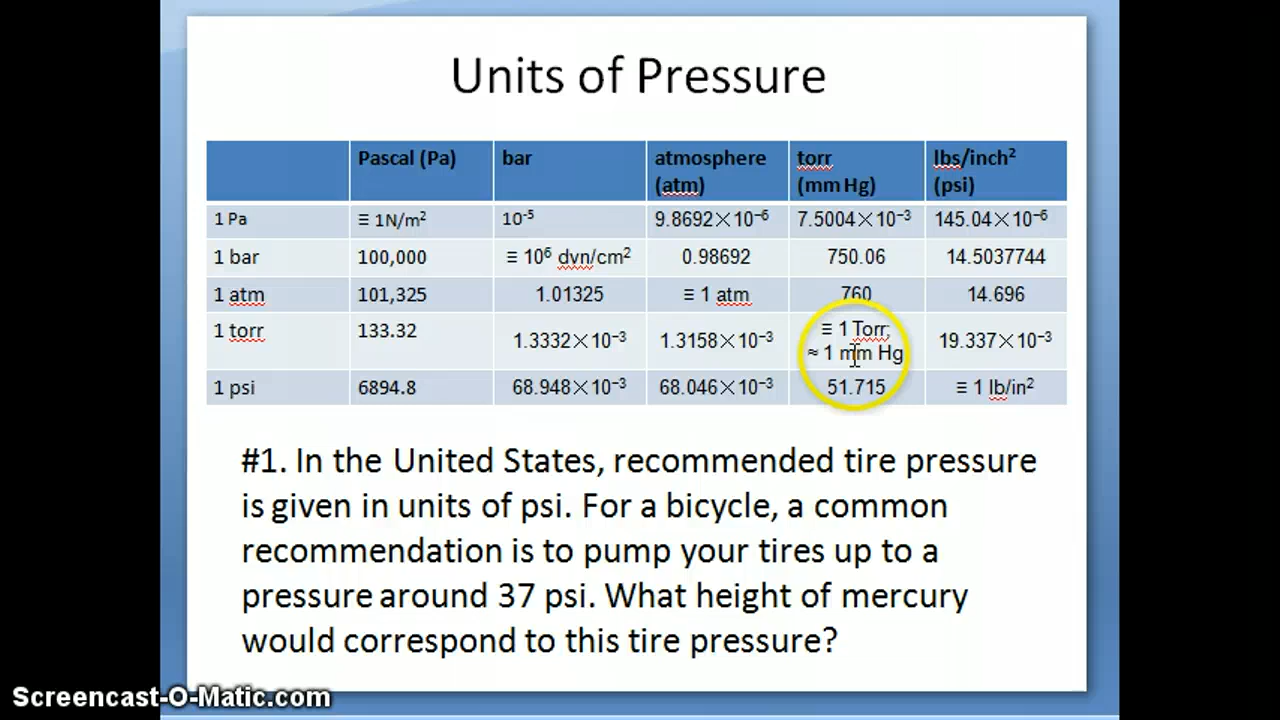 Units of Pressure
Pascal (Pa) bar atmosphere (atm) torr (mm Hg) lbs/inch² (psi)
1 Pa ≡ 1N/m² 10⁻⁵ 9.8692×10⁻⁶ 7.5004×10⁻³ 145.04×10⁻⁶
1 bar 100,000 ≡ 10⁶ dyn/cm² 0.98692 750.06 14.5037744
1 atm 101,325 1.01325 ≡ 1 atm 760 14.696
1 torr 133.32 1.3332×10⁻³ 1.3158×10⁻³ ≡ 1 Torr; ≈ 1 mm Hg 19.337×10⁻³
1 psi 6894.8 68.948×10⁻³ 68.046×10⁻³ 51.715 ≡ 1 lb/in²
#1. In the United States, recommended tire pressure
is given in units of psi. For a bicycle, a common
recommendation is to pump your tires up to a
pressure around 37 psi. What height of mercury
would correspond to this tire pressure?
Screencast-O-Matic.com